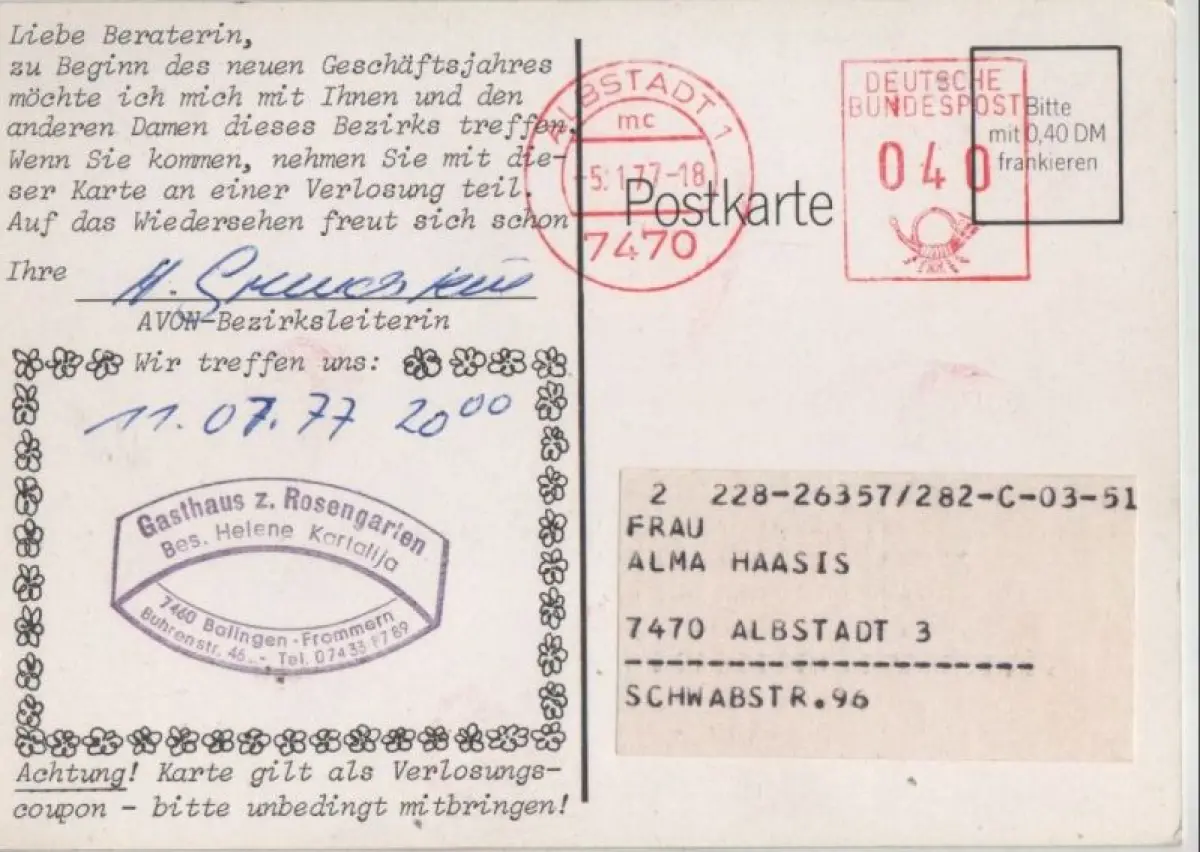 Liebe Beraterin,
zu Beginn des neuen Geschäftsjahres
möchte ich mich mit Ihnen und den
anderen Damen dieses Bezirks treffen.
Wenn Sie kommen, nehmen Sie mit die-
ser Karte an einer Verlosung teil.
Auf das Wiedersehen freut sich schon
Ihre
AVON-Bezirksleiterin
Wir treffen uns:
11.07.77 20 00
Gasthaus z. Rosengarten
Bes. Helene Kartalija
7460 Balingen-Frommern
Buhrenstr. 46 - Tel. 07433
Achtung! Karte gilt als Verlosungs-
coupon - bitte unbedingt mitbringen!
ALBSTADT 1
mc
-5. 1.77-18
7470
Postkarte
DEUTSCHE
BUNDESPOST
040
Bitte
mit 0,40 DM
frankieren
2 228-26357/282-C-03-51
FRAU
ALMA HAASIS
7470 ALBSTADT 3
SCHWABSTR.96